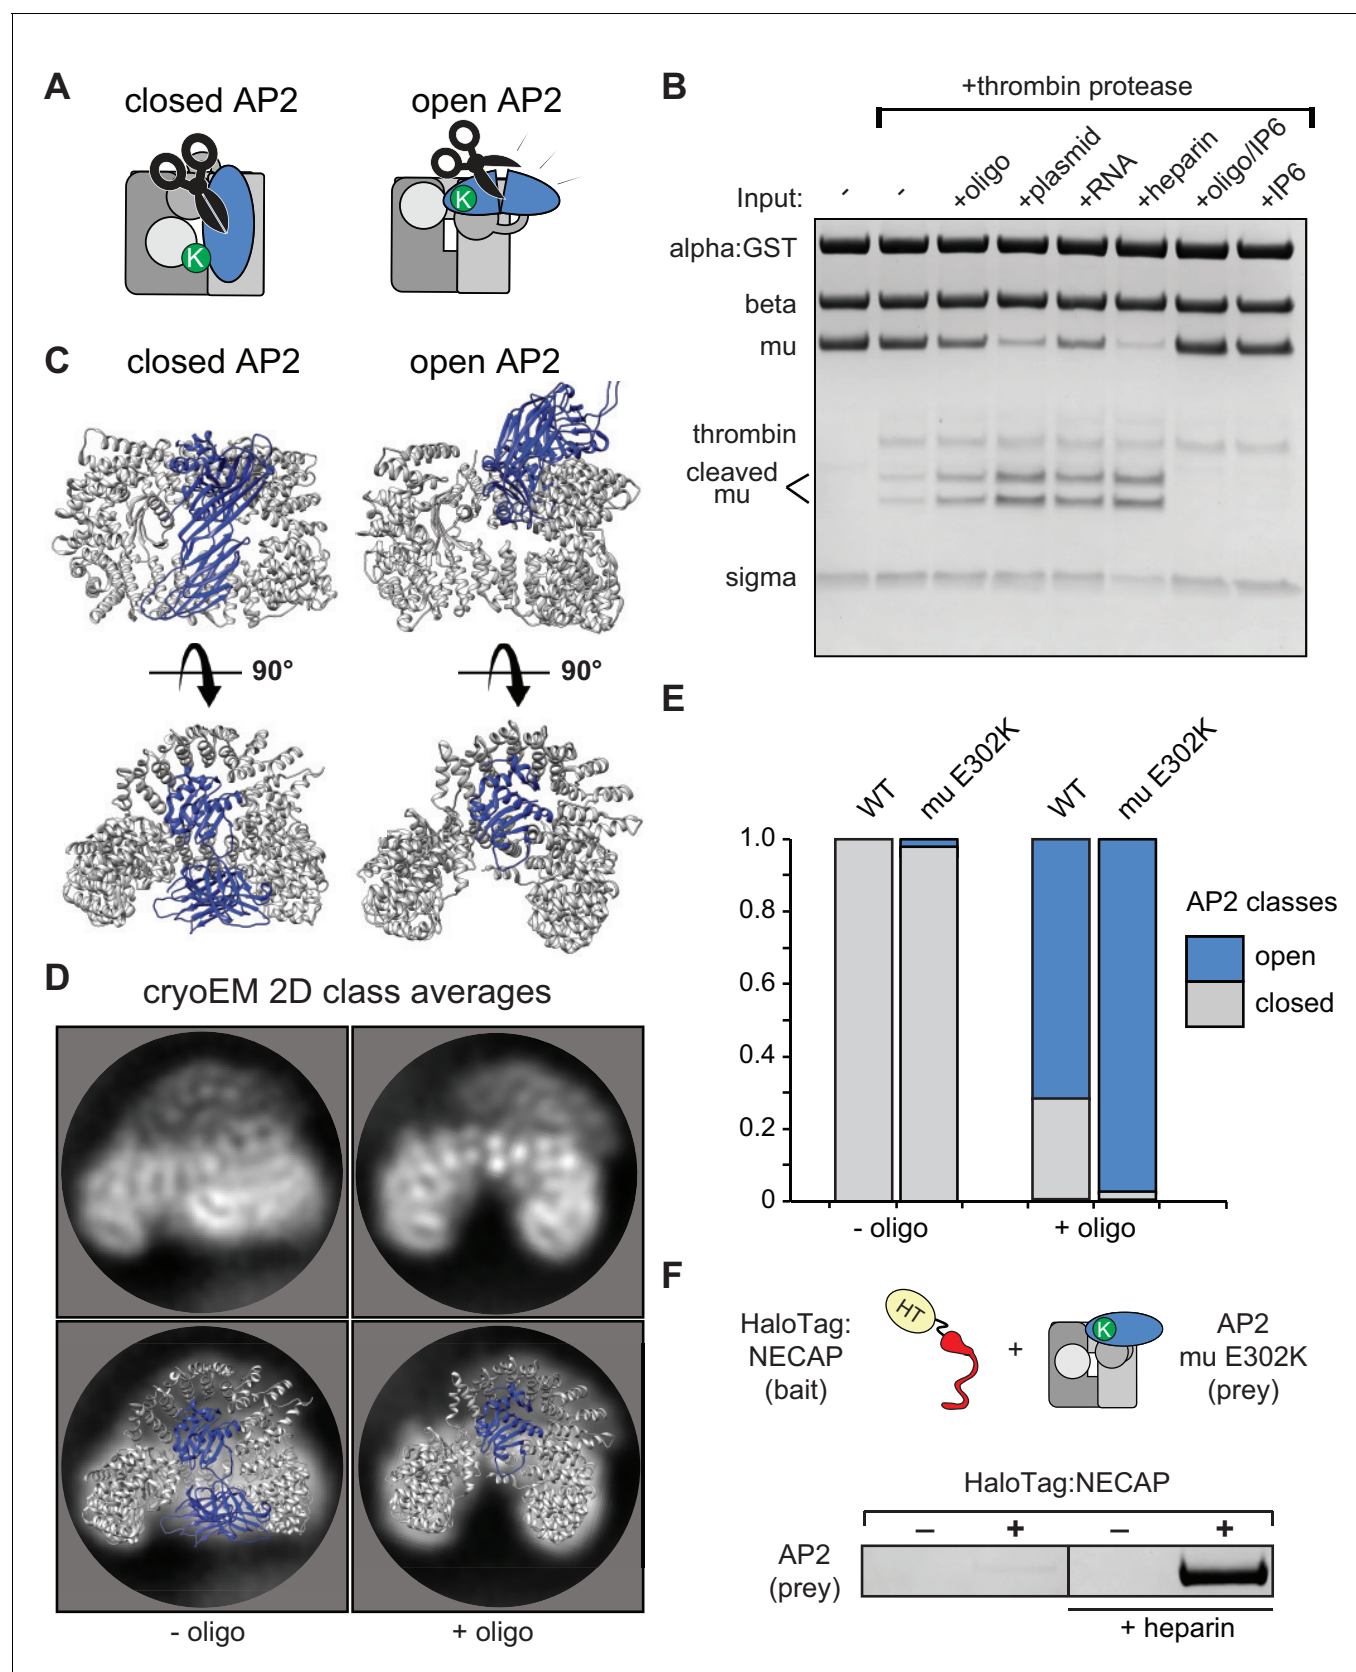 A
closed AP2
open AP2
K
K
B
+thrombin protease
Input:
-
-
+oligo
+plasmid
+RNA
+heparin
+oligo/IP6
+IP6
alpha:GST
beta
mu
thrombin
cleaved
mu
sigma
C
closed AP2
open AP2
90°
90°
D
cryoEM 2D class averages
- oligo
+ oligo
E
WT
mu E302K
WT
mu E302K
1.0
0.8
0.6
0.4
0.2
0
- oligo
+ oligo
AP2 classes
open
closed
F
HaloTag:
NECAP
(bait)
HT
+
K
AP2
mu E302K
(prey)
HaloTag:NECAP
– + – +
AP2
(prey)
+ heparin